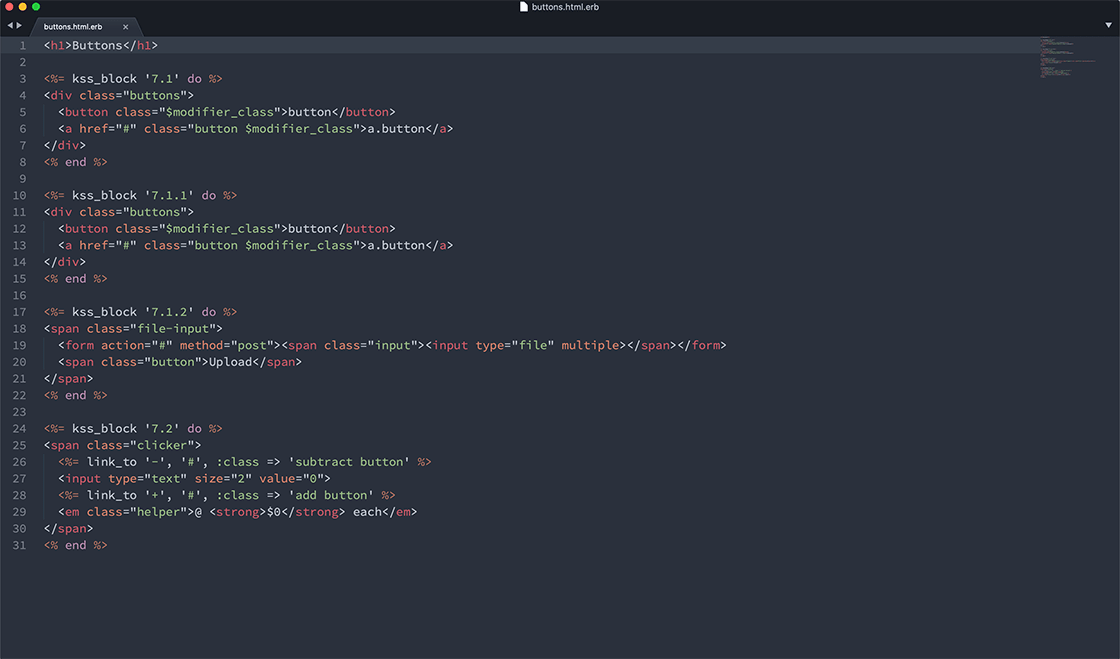 buttons.html.erb
buttons.html.erb ×
1 <h1>Buttons</h1>
2
3 <%= kss_block '7.1' do %>
4 <div class="buttons">
5   <button class="$modifier_class">button</button>
6   <a href="#" class="button $modifier_class">a.button</a>
7 </div>
8 <% end %>
9
10 <%= kss_block '7.1.1' do %>
11 <div class="buttons">
12   <button class="$modifier_class">button</button>
13   <a href="#" class="button $modifier_class">a.button</a>
14 </div>
15 <% end %>
16
17 <%= kss_block '7.1.2' do %>
18 <span class="file-input">
19   <form action="#" method="post"><span class="input"><input type="file" multiple></span></form>
20   <span class="button">Upload</span>
21 </span>
22 <% end %>
23
24 <%= kss_block '7.2' do %>
25 <span class="clicker">
26   <%= link_to '-', '#', :class => 'subtract button' %>
27   <input type="text" size="2" value="0">
28   <%= link_to '+', '#', :class => 'add button' %>
29   <em class="helper">@ <strong>$0</strong> each</em>
30 </span>
31 <% end %>